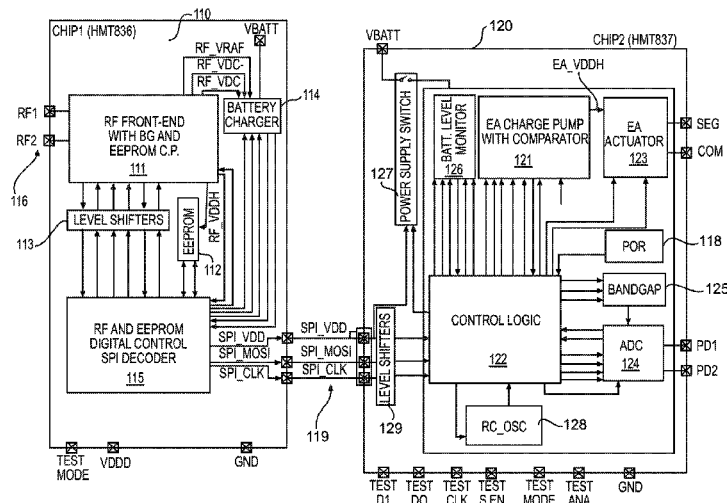 CHIP1 (HMT836)
110
VBATT
RF_VRAF
RF_VDC-
RF_VDC
BATTERY CHARGER
114
RF1
RF2
116
RF FRONT-END
WITH BG AND
EEPROM C.P.
111
LEVEL SHIFTERS
113
EEPROM
112
RF_VDDH
RF AND EEPROM
DIGITAL CONTROL
SPI DECODER
115
SPI_VDD
SPI_MOSI
SPI_CLK
SPI_VDD
SPI_MOSI
SPI_CLK
119
TEST
MODE
VDDD
GND
VBATT
120
CHIP2 (HMT837)
POWER SUPPLY SWITCH
127
BATT. LEVEL
MONITOR
126
EA CHARGE PUMP
WITH COMPARATOR
121
EA_VDDH
EA
ACTUATOR
123
SEG
COM
POR
118
BANDGAP
125
ADC
124
PD1
PD2
CONTROL LOGIC
122
LEVEL SHIFTERS
129
RC_OSC
128
TEST
D1
TEST
DO
TEST
CLK
TEST
S EN
TEST
MODE
TEST
ANA
GND